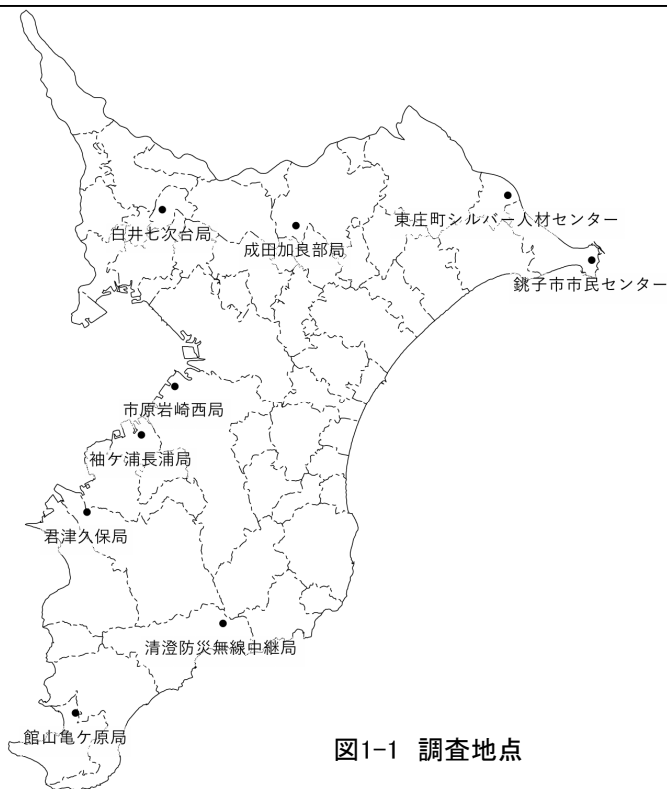 東庄町シルバー人材センター
白井七次台局
成田加良部局
銚子市市民センター
市原岩崎西局
袖ケ浦長浦局
君津久保局
清澄防災無線中継局
館山亀ケ原局
図1-1 調査地点